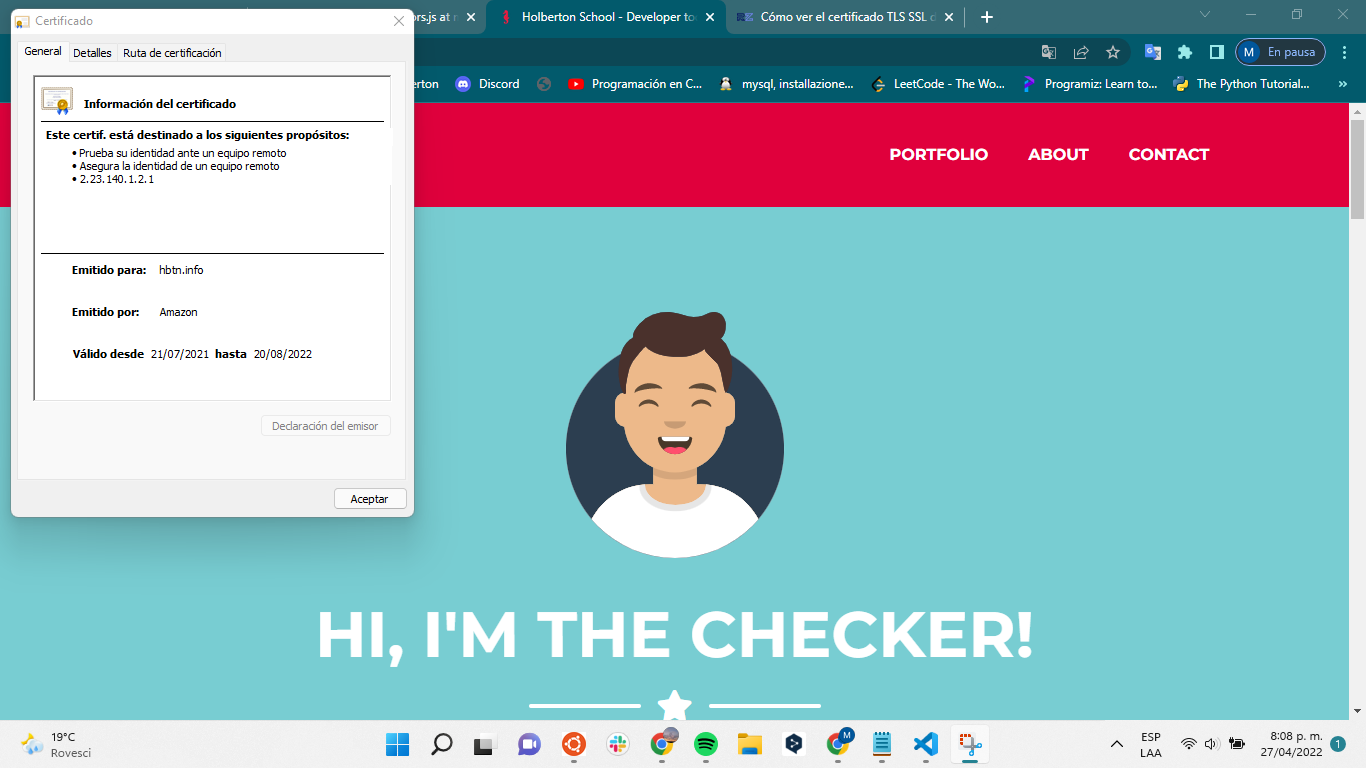 Certificado
ors.js at m
Holberton School - Developer to
Cómo ver el certificado TLS SSL d
General
Detalles
Ruta de certificación
M
En pausa
erton
Discord
Programación en C...
mysql, installazione...
LeetCode - The Wo...
Programiz: Learn to...
The Python Tutorial...
»
Información del certificado
Este certif. está destinado a los siguientes propósitos:
• Prueba su identidad ante un equipo remoto
• Asegura la identidad de un equipo remoto
• 2.23.140.1.2.1
Emitido para: hbtn.info
Emitido por: Amazon
Válido desde 21/07/2021 hasta 20/08/2022
Declaración del emisor
Aceptar
PORTFOLIO
ABOUT
CONTACT
HI, I'M THE CHECKER!
19°C
Rovesci
M
ESP
LAA
8:08 p. m.
27/04/2022
1